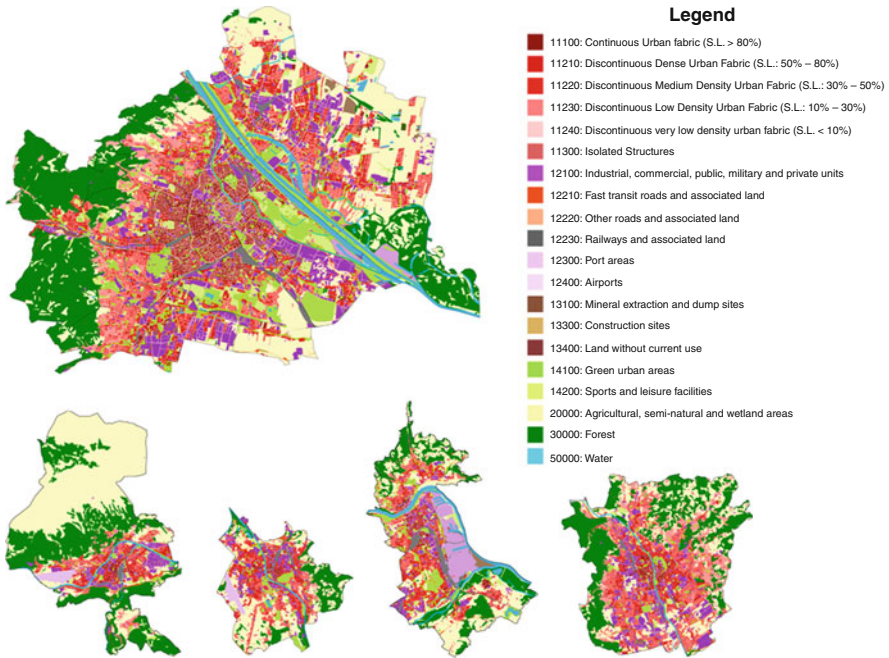 Legend
11100: Continuous Urban fabric (S.L. > 80%)
11210: Discontinuous Dense Urban Fabric (S.L.: 50% – 80%)
11220: Discontinuous Medium Density Urban Fabric (S.L.: 30% – 50%)
11230: Discontinuous Low Density Urban Fabric (S.L.: 10% – 30%)
11240: Discontinuous very low density urban fabric (S.L. < 10%)
11300: Isolated Structures
12100: Industrial, commercial, public, military and private units
12210: Fast transit roads and associated land
12220: Other roads and associated land
12230: Railways and associated land
12300: Port areas
12400: Airports
13100: Mineral extraction and dump sites
13300: Construction sites
13400: Land without current use
14100: Green urban areas
14200: Sports and leisure facilities
20000: Agricultural, semi-natural and wetland areas
30000: Forest
50000: Water